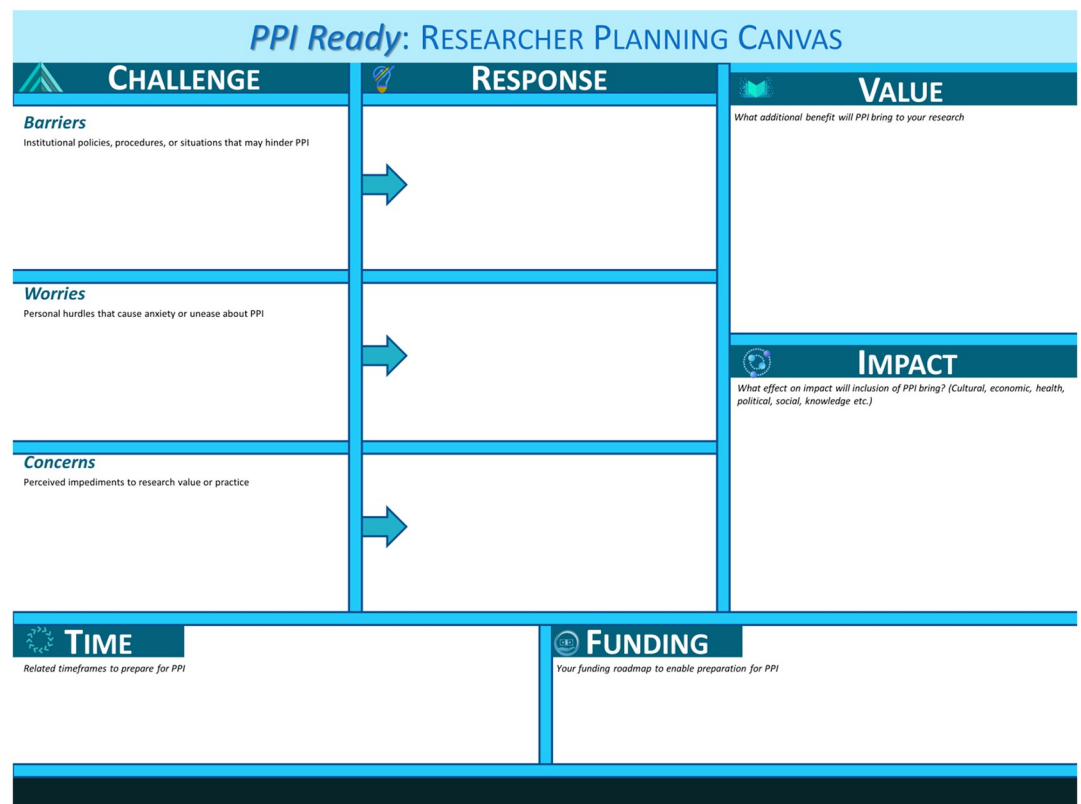 PPI Ready: RESEARCHER PLANNING CANVAS
CHALLENGE
Barriers
Institutional policies, procedures, or situations that may hinder PPI
Worries
Personal hurdles that cause anxiety or unease about PPI
Concerns
Perceived impediments to research value or practice
RESPONSE
VALUE
What additional benefit will PPI bring to your research
IMPACT
What effect on impact will inclusion of PPI bring? (Cultural, economic, health,
political, social, knowledge etc.)
TIME
Related timeframes to prepare for PPI
FUNDING
Your funding roadmap to enable preparation for PPI